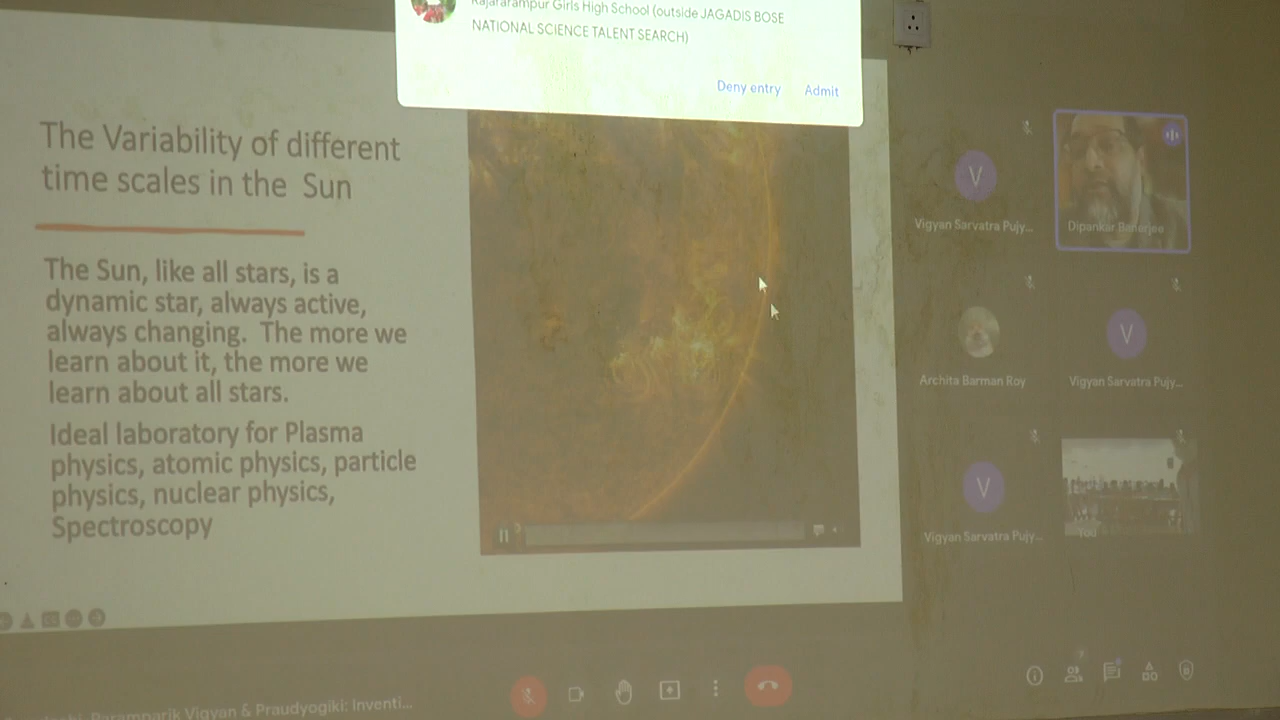 Rajararampur Girls High School (outside JAGADIS BOSE
NATIONAL SCIENCE TALENT SEARCH)
Deny entry Admit
The Variability of different
time scales in the Sun
The Sun, like all stars, is a
dynamic star, always active,
always changing. The more we
learn about it, the more we
learn about all stars.
Ideal laboratory for Plasma
physics, atomic physics, particle
physics, nuclear physics,
Spectroscopy
V
Vigyan Sarvatra Pujy...
Dipankar Banerjee
Archita Barman Roy
V
Vigyan Sarvatra Pujy...
V
Vigyan Sarvatra Pujy...
You
Paramparik Vigyan & Praudyogiki: Inventi...